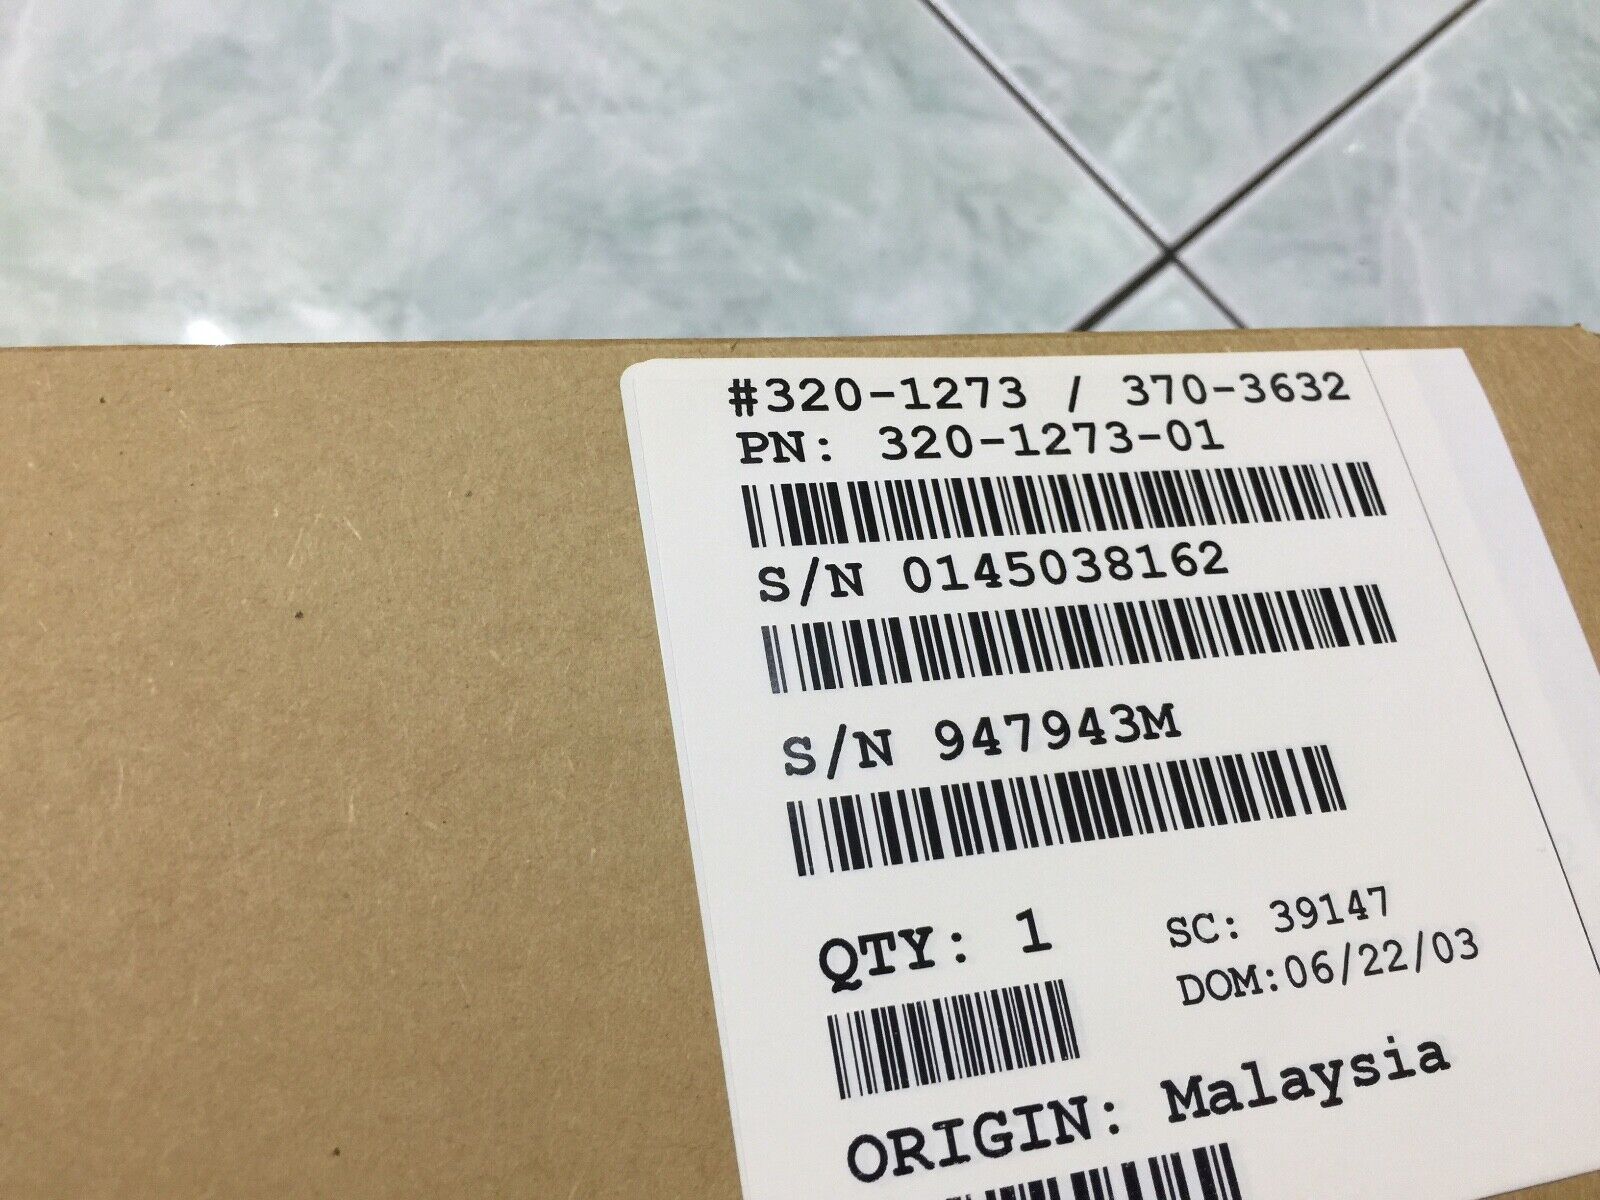 #320-1273 / 370-3632
PN: 320-1273-01
S/N 0145038162
S/N 947943M
QTY: 1
SC: 39147
DOM:06/22/03
ORIGIN: Malaysia